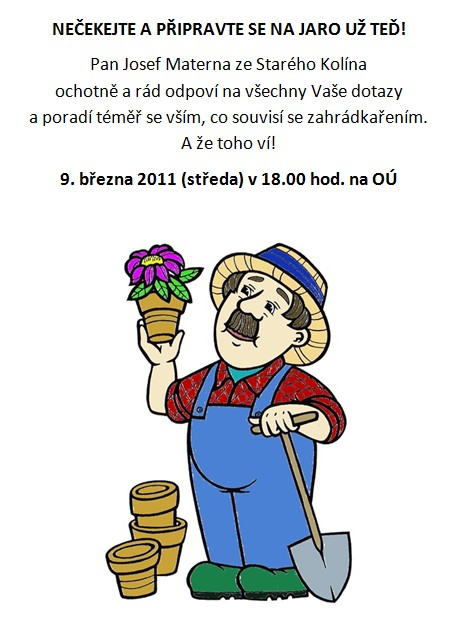 NEČEKEJTE A PŘIPRAVTE SE NA JARO UŽ TEĎ!
Pan Josef Materna ze Starého Kolína
ochotně a rád odpoví na všechny Vaše dotazy
a poradí téměř se vším, co souvisí se zahrádkařením.
A že toho ví!
9. března 2011 (středa) v 18.00 hod. na OÚ